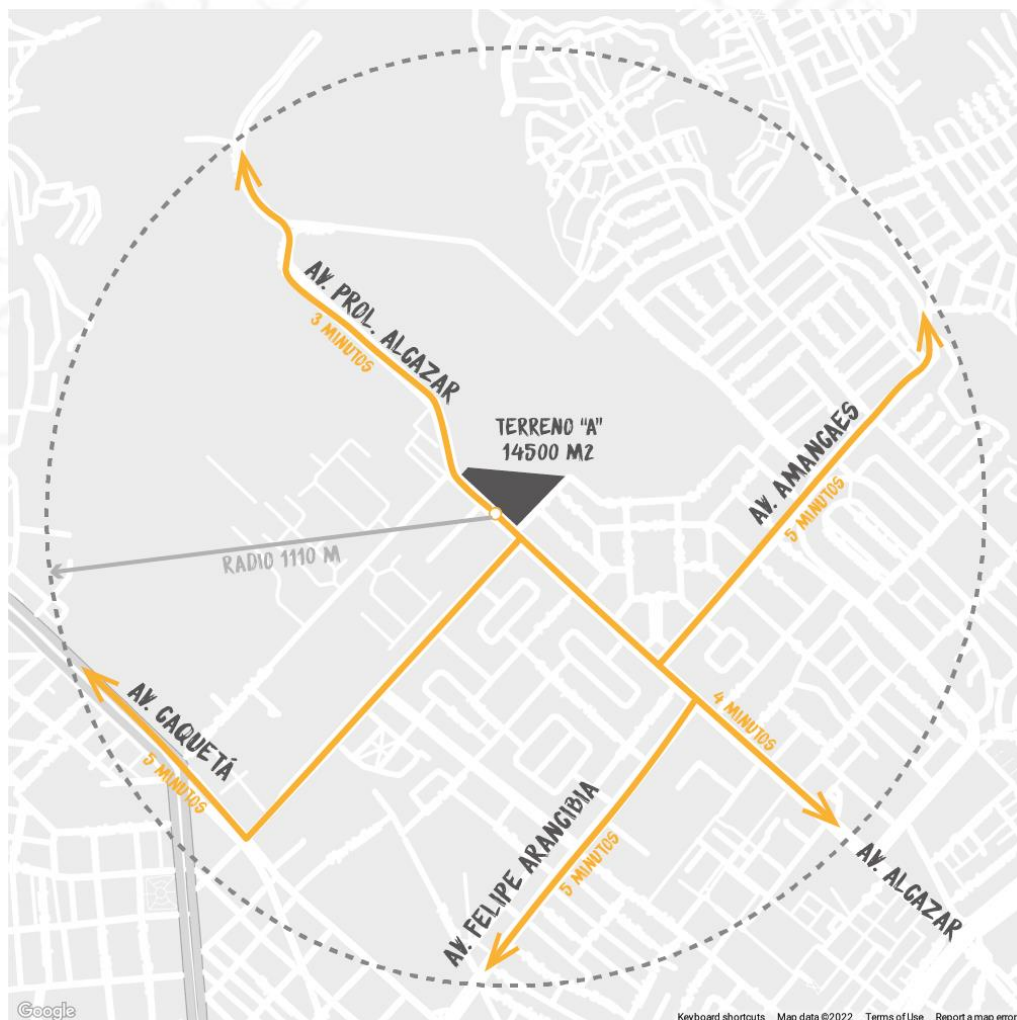 AV. PROL. ALCAZAR
3 MINUTOS
TERRENO "A"
14500 M2
AV. AMANCAES
5 MINUTOS
RADIO 1110 M
AV. CAQUETÁ
5 MINUTOS
4 MINUTOS
AV. FELIPE ARANCIBIA
5 MINUTOS
AV. ALCAZAR
Google
Keyboard shortcuts Map data ©2022 Terms of Use Report a map error